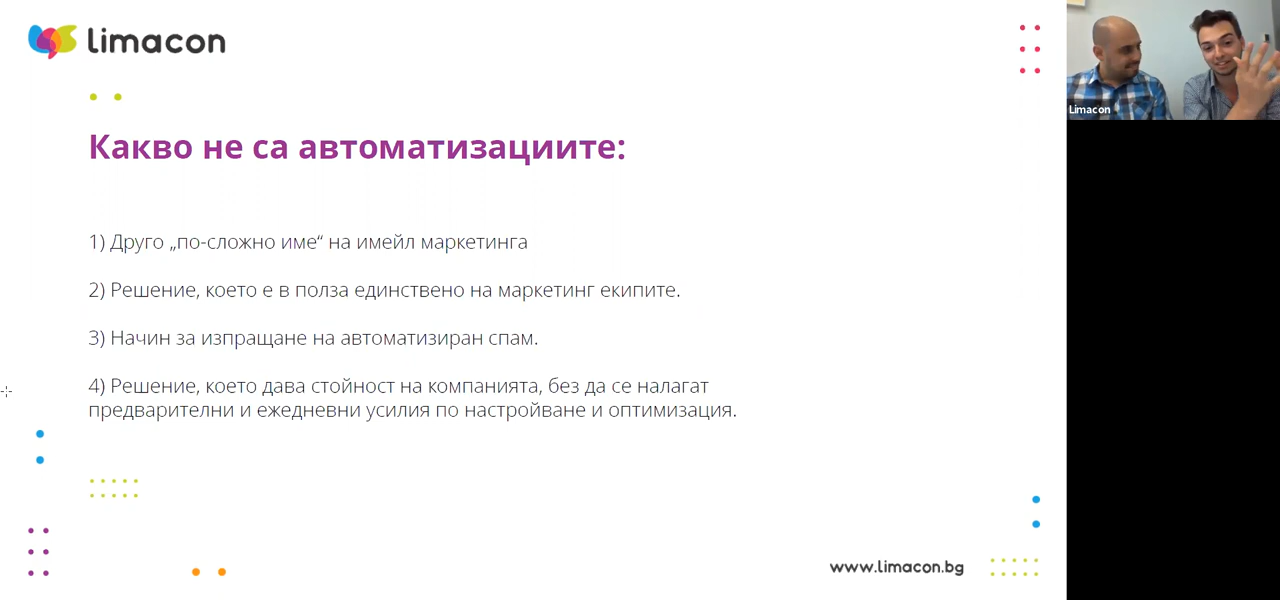 limacon
Limacon
Какво не са автоматизациите:
1) Друго „по-сложно име“ на имейл маркетинга
2) Решение, което е в полза единствено на маркетинг екипите.
3) Начин за изпращане на автоматизиран спам.
4) Решение, което дава стойност на компанията, без да се налагат
предварителни и ежедневни усилия по настройване и оптимизация.
www.limacon.bg